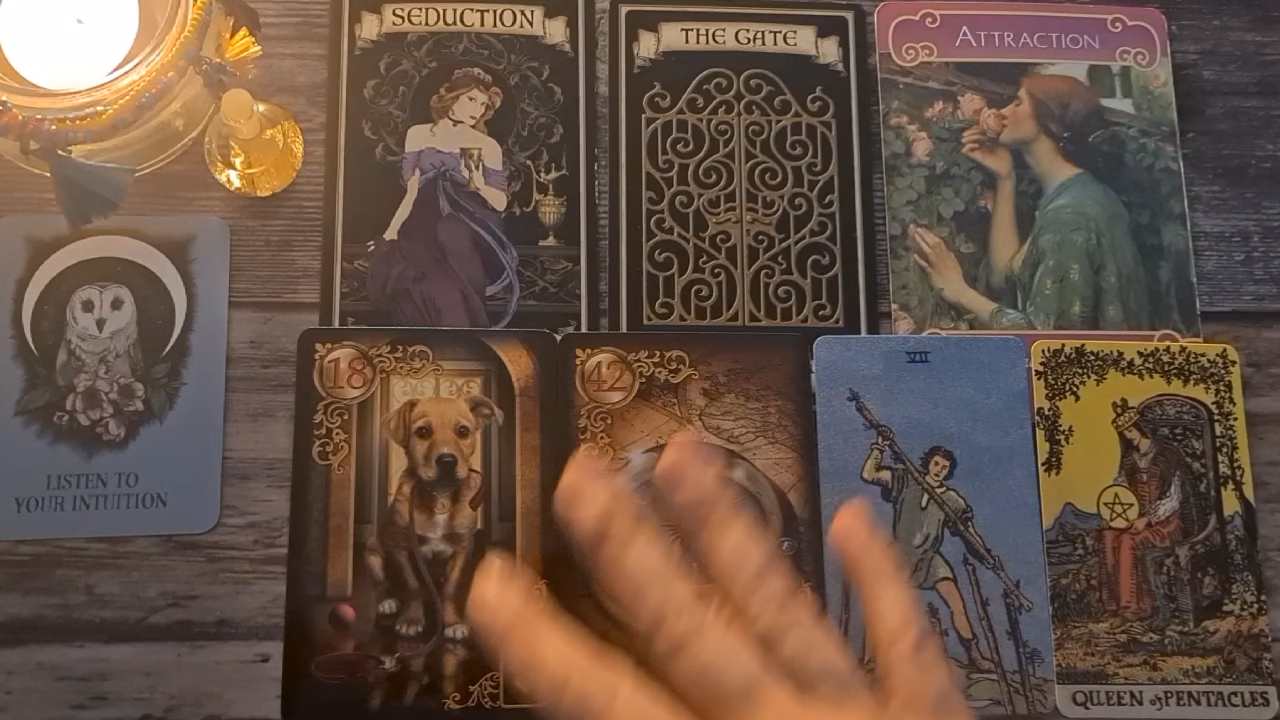 SEDUCTION
THE GATE
ATTRACTION
LISTEN TO
YOUR INTUITION
18
42
VII
QUEEN of PENTACLES